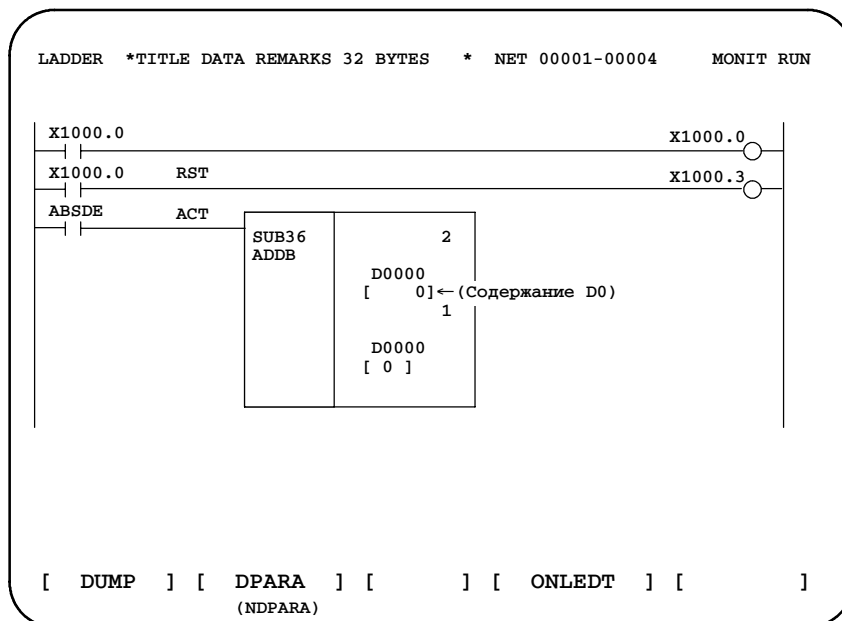 LADDER *TITLE DATA REMARKS 32 BYTES * NET 00001-00004 MONIT RUN
X1000.0 X1000.0
X1000.0 RST X1000.3
ABSDE ACT
SUB36 2
ADDB
D0000
[ 0]←(Содержание D0)
1
D0000
[ 0 ]
[ DUMP ] [ DPARA ] [ ] [ ONLEDT ] [ ]
(NDPARA)